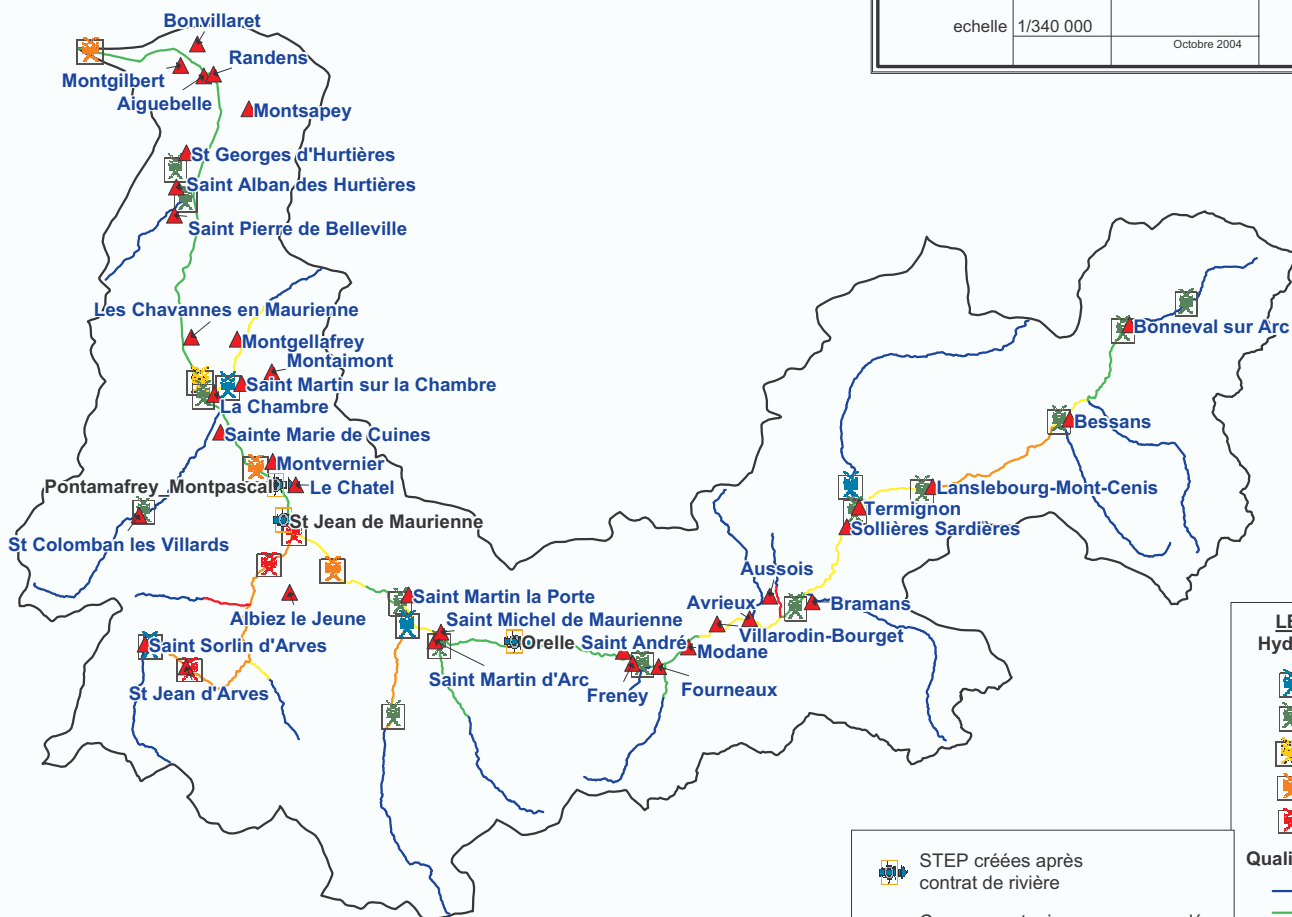 echelle 1/340 000
Octobre 2004
Bonvillaret
Randens
Montgilbert
Aiguebelle
Montsapey
St Georges d'Hurtières
Saint Alban des Hurtières
Saint Pierre de Belleville
Les Chavannes en Maurienne
Montgellafrey
Montaimont
Saint Martin sur la Chambre
La Chambre
Sainte Marie de Cuines
Montvernier
Pontamafrey_Montpascal
Le Chatel
St Jean de Maurienne
St Colomban les Villards
Albiez le Jeune
Saint Sorlin d'Arves
St Jean d'Arves
Saint Martin la Porte
Saint Michel de Maurienne
Orelle
Saint André
Saint Martin d'Arc
Freney
Fourneaux
Modane
Avrieux
Aussois
Villarodin-Bourget
Bramans
Sollières Sardières
Termignon
Lanslebourg-Mont-Cenis
Bessans
Bonneval sur Arc
LE
Hyd
Quali
STEP créées après
contrat de rivière